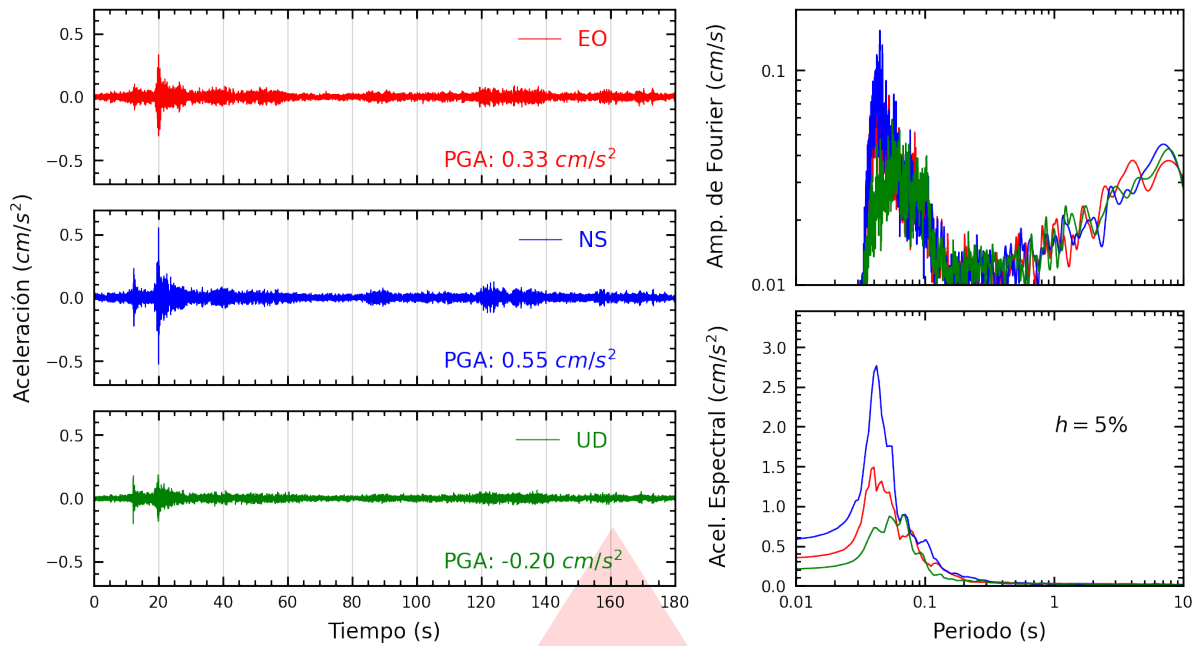 Aceleración (cm/s²)
0.5
0.0
−0.5
EO
PGA: 0.33 cm/s²
0.5
0.0
−0.5
NS
PGA: 0.55 cm/s²
0.5
0.0
−0.5
UD
PGA: -0.20 cm/s²
0 20 40 60 80 100 120 140 160 180
Tiempo (s)
Amp. de Fourier (cm/s)
0.1
0.01
Acel. Espectral (cm/s²)
3.0
2.5
2.0
1.5
1.0
0.5
0.0
h = 5%
0.01 0.1 1 10
Periodo (s)